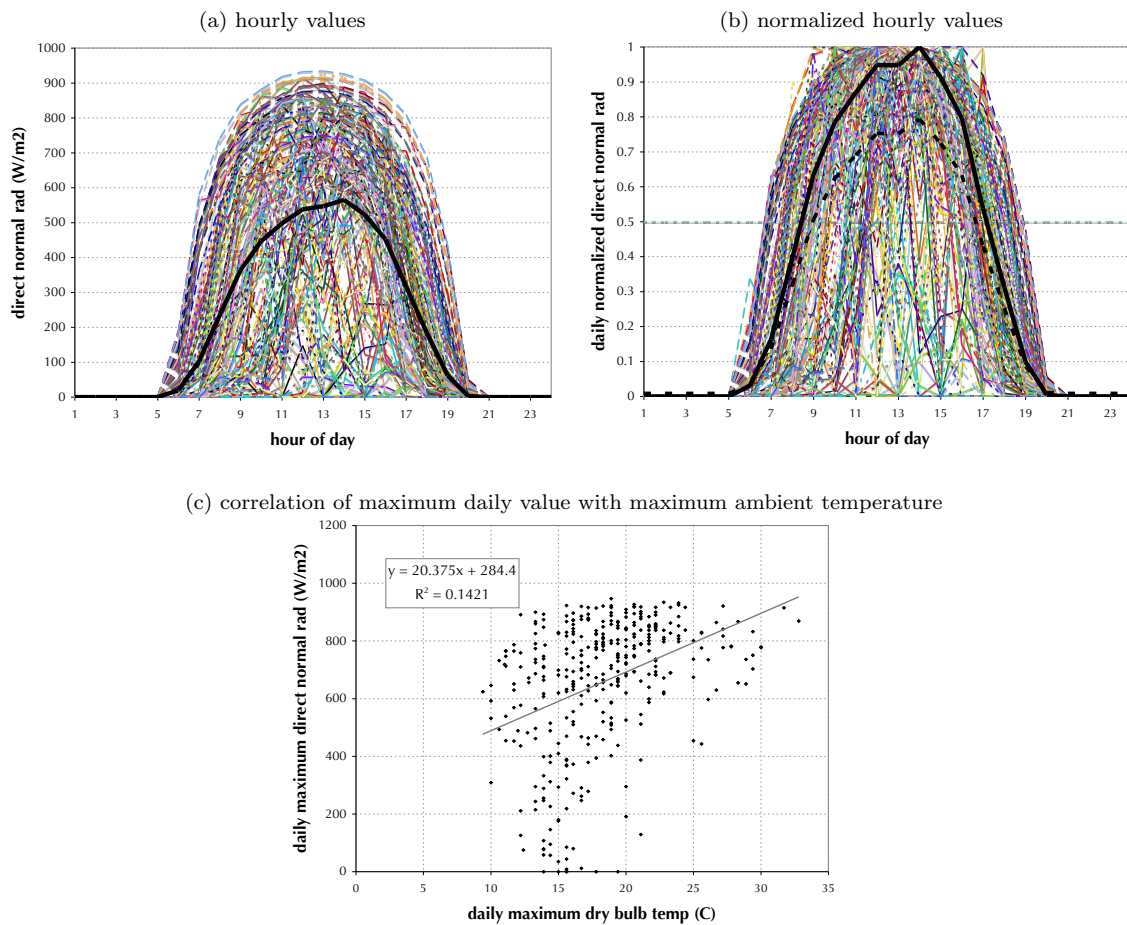 (a) hourly values
1000
900
800
700
600
500
400
300
200
100
0
direct normal rad (W/m2)
1 3 5 7 9 11 13 15 17 19 21 23
hour of day
(b) normalized hourly values
1
0.9
0.8
0.7
0.6
0.5
0.4
0.3
0.2
0.1
0
daily normalized direct normal rad
1 3 5 7 9 11 13 15 17 19 21 23
hour of day
(c) correlation of maximum daily value with maximum ambient temperature
1200
1000
800
600
400
200
0
daily maximum direct normal rad (W/m2)
y = 20.375x + 284.4
R² = 0.1421
0 5 10 15 20 25 30 35
daily maximum dry bulb temp (C)